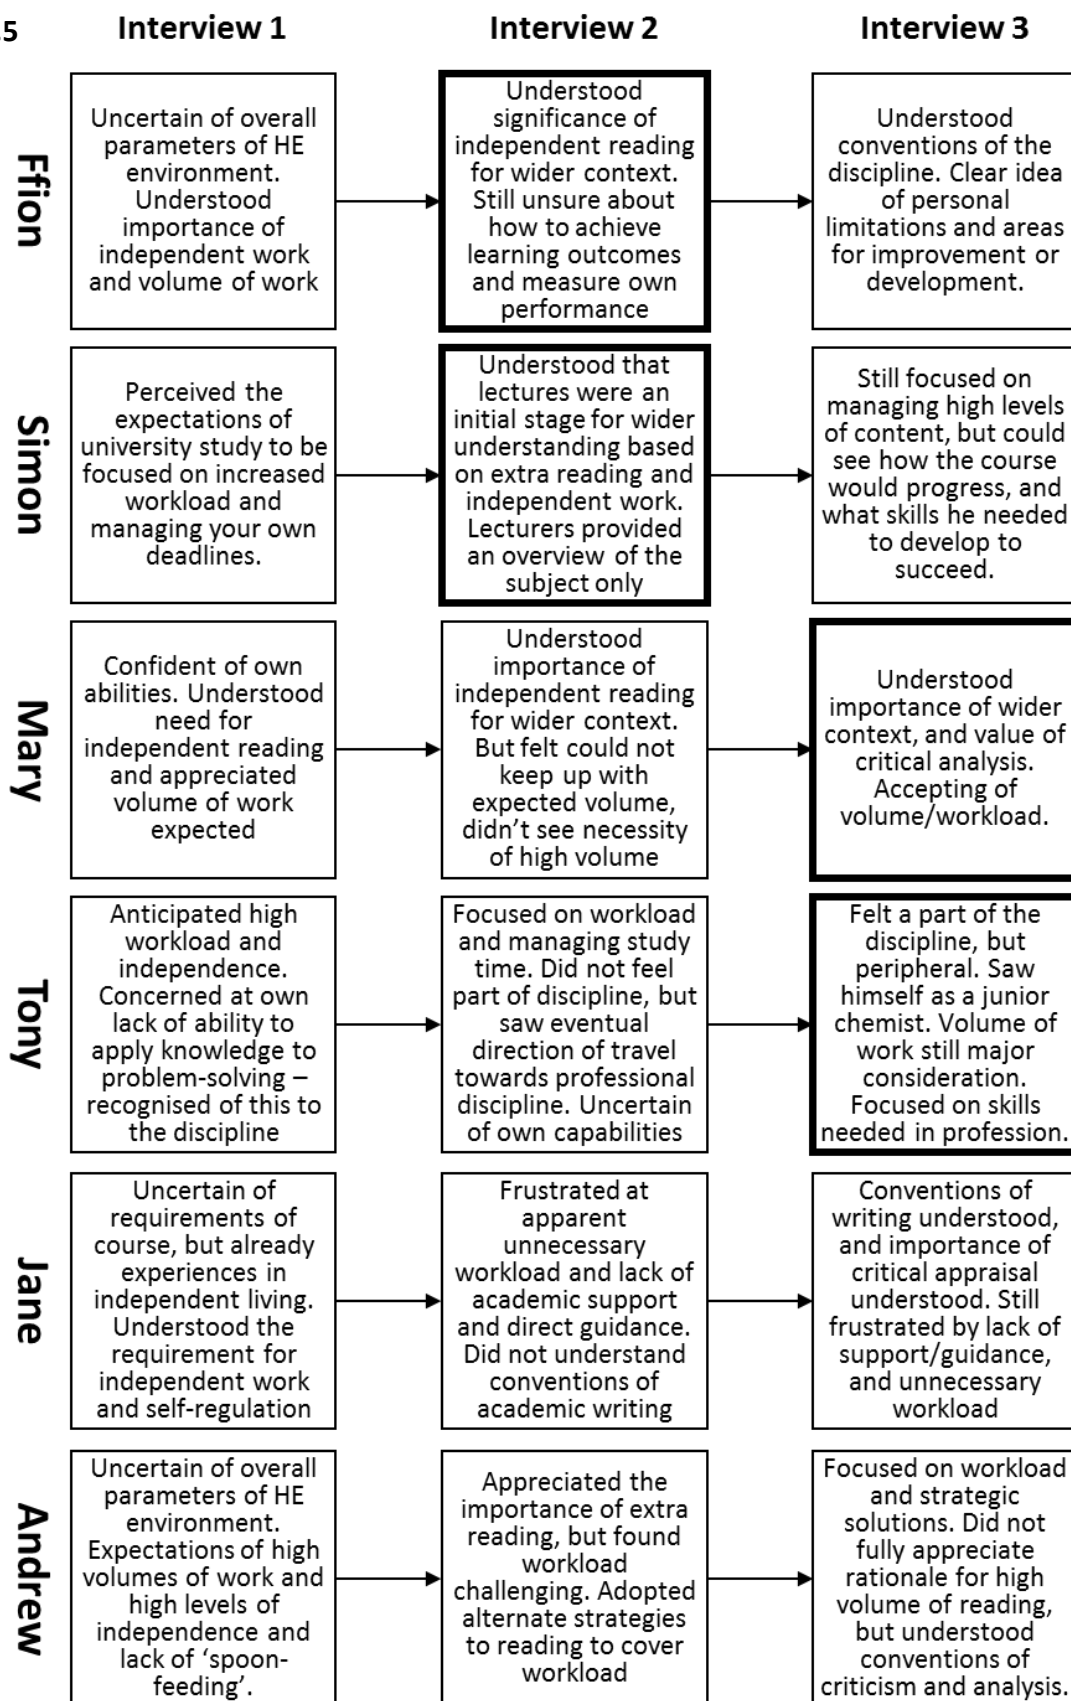 .5
Interview 1
Interview 2
Interview 3
Ffion
Uncertain of overall
parameters of HE
environment.
Understood
importance of
independent work
and volume of work
Understood
significance of
independent reading
for wider context.
Still unsure about
how to achieve
learning outcomes
and measure own
performance
Understood
conventions of the
discipline. Clear idea
of personal
limitations and areas
for improvement or
development.
Simon
Perceived the
expectations of
university study to be
focused on increased
workload and
managing your own
deadlines.
Understood that
lectures were an
initial stage for wider
understanding based
on extra reading and
independent work.
Lecturers provided
an overview of the
subject only
Still focused on
managing high levels
of content, but could
see how the course
would progress, and
what skills he needed
to develop to
succeed.
Mary
Confident of own
abilities. Understood
need for
independent reading
and appreciated
volume of work
expected
Understood
importance of
independent reading
for wider context.
But felt could not
keep up with
expected volume,
didn't see necessity
of high volume
Understood
importance of wider
context, and value of
critical analysis.
Accepting of
volume/workload.
Tony
Anticipated high
workload and
independence.
Concerned at own
lack of ability to
apply knowledge to
problem-solving –
recognised of this to
the discipline
Focused on workload
and managing study
time. Did not feel
part of discipline, but
saw eventual
direction of travel
towards professional
discipline. Uncertain
of own capabilities
Felt a part of the
discipline, but
peripheral. Saw
himself as a junior
chemist. Volume of
work still major
consideration.
Focused on skills
needed in profession.
Jane
Uncertain of
requirements of
course, but already
experiences in
independent living.
Understood the
requirement for
independent work
and self-regulation
Frustrated at
apparent
unnecessary
workload and lack of
academic support
and direct guidance.
Did not understand
conventions of
academic writing
Conventions of
writing understood,
and importance of
critical appraisal
understood. Still
frustrated by lack of
support/guidance,
and unnecessary
workload
Andrew
Uncertain of overall
parameters of HE
environment.
Expectations of high
volumes of work and
high levels of
independence and
lack of 'spoon-
feeding'.
Appreciated the
importance of extra
reading, but found
workload
challenging. Adopted
alternate strategies
to reading to cover
workload
Focused on workload
and strategic
solutions. Did not
fully appreciate
rationale for high
volume of reading,
but understood
conventions of
criticism and analysis.